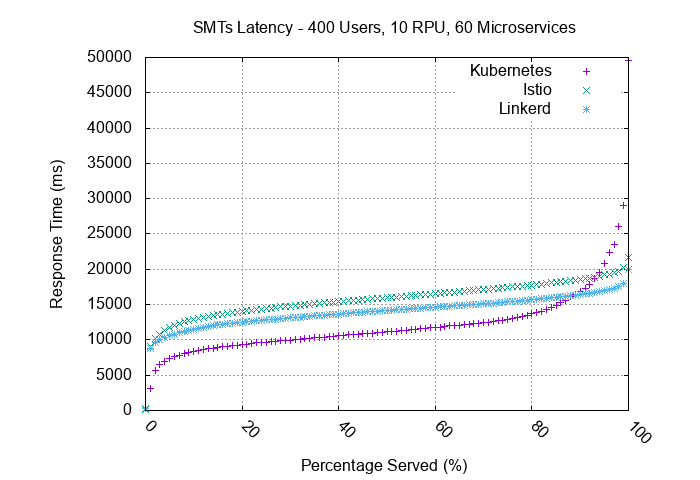 SMTs Latency - 400 Users, 10 RPU, 60 Microservices
50000
45000
40000
35000
30000
25000
20000
15000
10000
5000
0
Response Time (ms)
Kubernetes
Istio
Linkerd
0
20
40
60
80
100
Percentage Served (%)